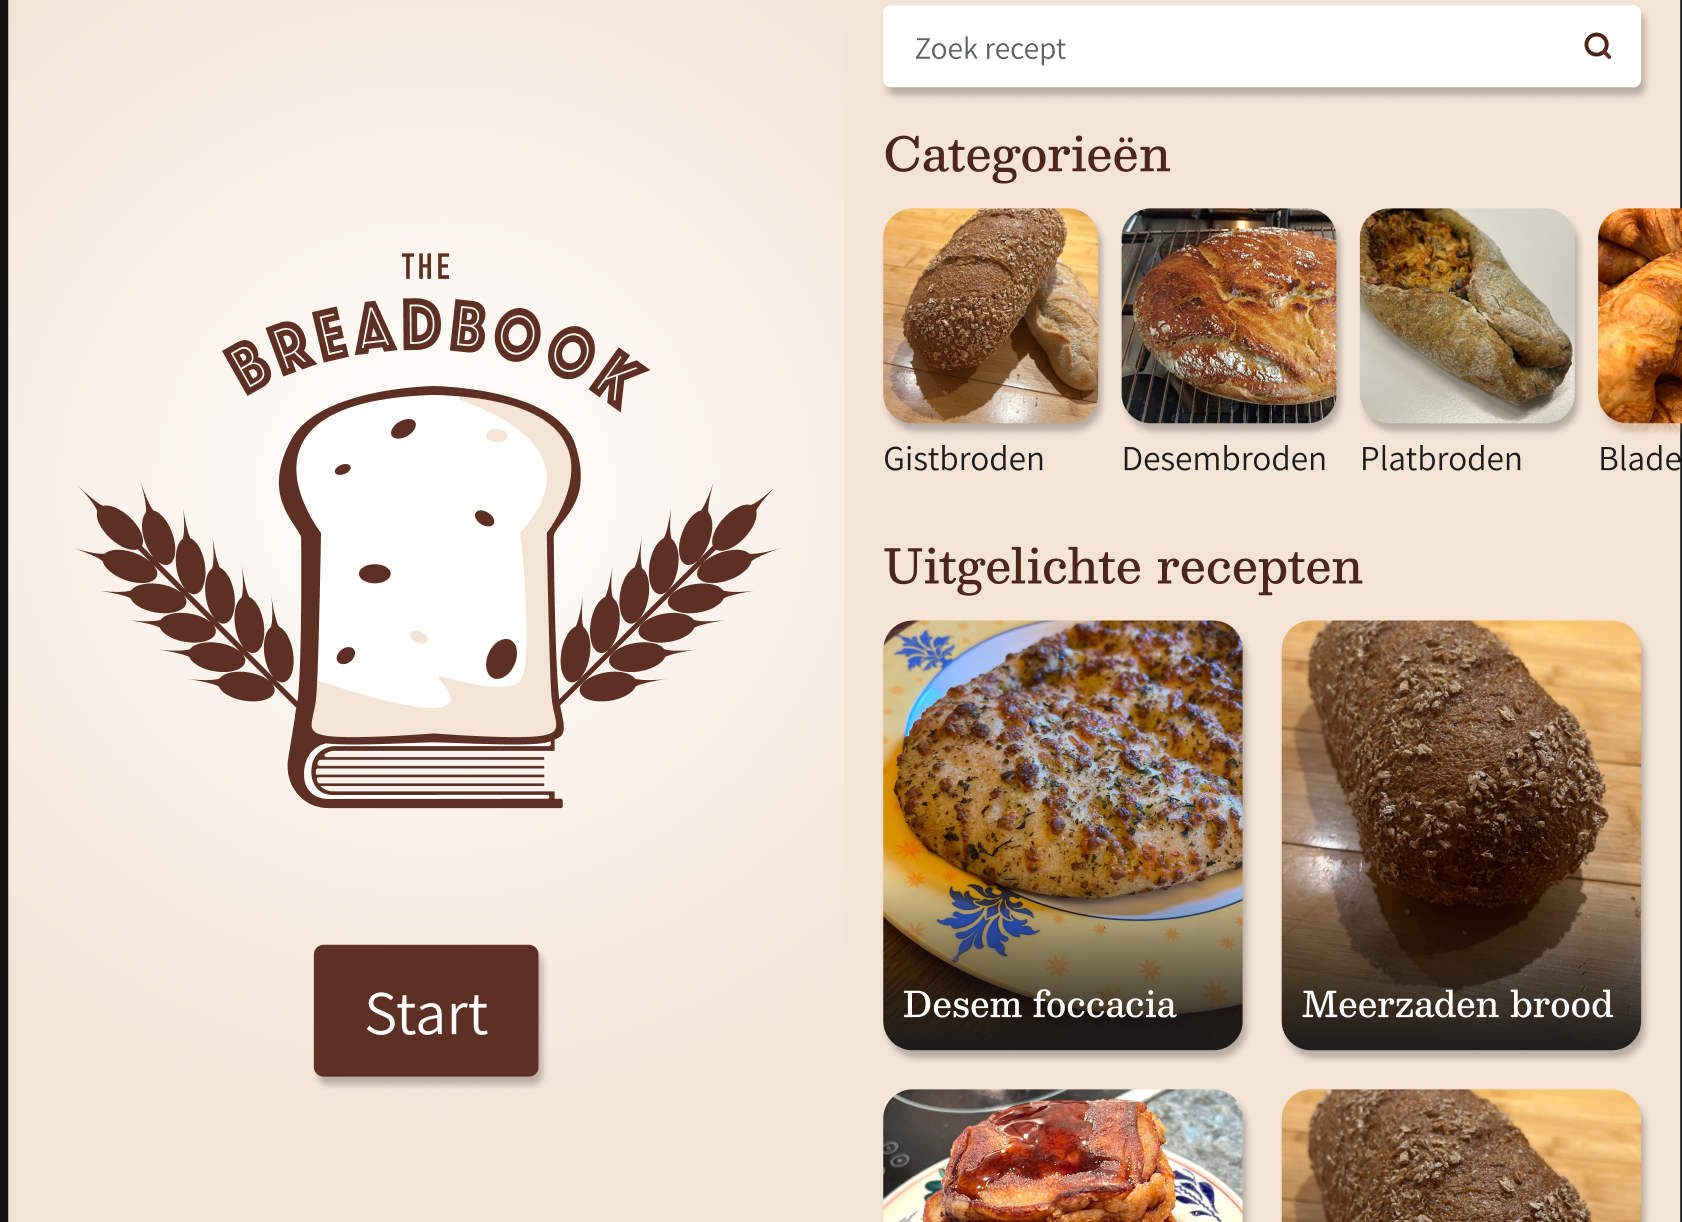 THE
BREADBOOK
Start
Zoek recept
Categorieën
Gistbroden
Desembroden
Platbroden
Blade
Uitgelichte recepten
Desem foccacia
Meerzaden brood